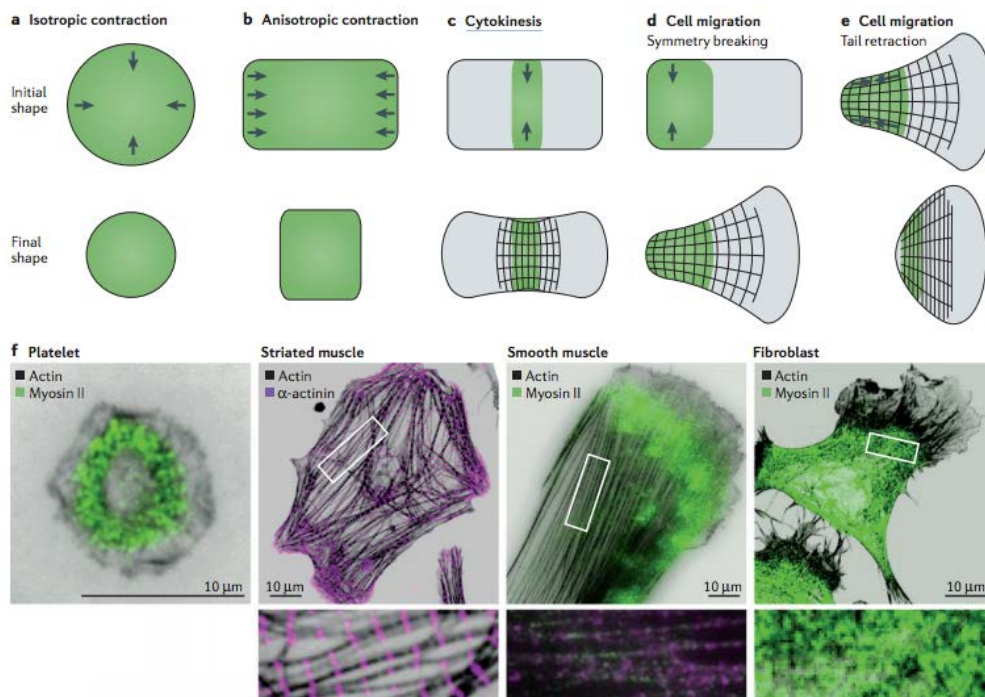 a Isotropic contraction
b Anisotropic contraction
c Cytokinesis
d Cell migration
Symmetry breaking
e Cell migration
Tail retraction
Initial
shape
Final
shape
f Platelet
Striated muscle
Smooth muscle
Fibroblast
Actin
Myosin II
Actin
α-actinin
Actin
Myosin II
Actin
Myosin II
10 μm
10 μm
10 μm
10 μm